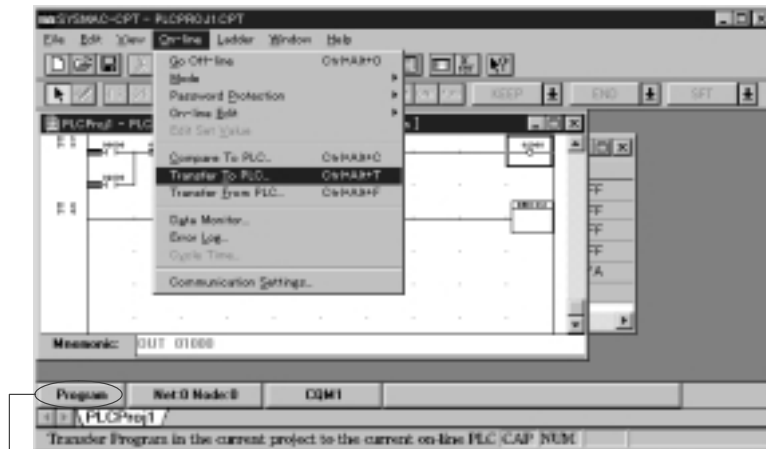 SYSMAC-CPT - PLCPROJ1.CPT
File Edit View On-line Ladder Window Help
Go Off-line Ctrl+Alt+O
Mode
Password Protection
On-line Edit
Edit Set Value
Compare To PLC... Ctrl+Alt+C
Transfer To PLC... Ctrl+Alt+T
Transfer From PLC... Ctrl+Alt+F
Data Monitor...
Error Log...
Cycle Time...
Communication Settings...
KEEP END SFT
PLCProj1 - PLC
FF
FF
FF
FF
Mnemonic: OUT 01000
Program Net:0 Node:0 CQM1
PLCProj1
Transfer Program in the current project to the current on-line PLC CAP NUM